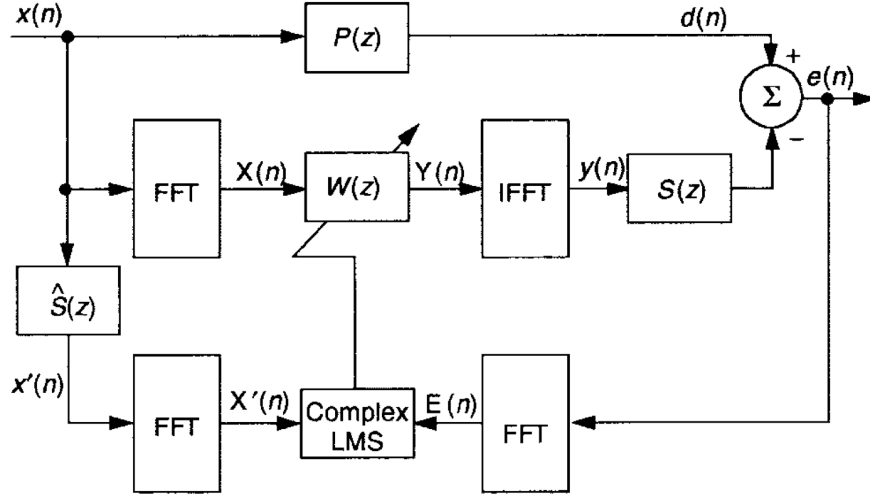 x(n)
P(z)
d(n)
+
e(n)
Σ
−
FFT
X(n)
W(z)
Y(n)
IFFT
y(n)
S(z)
Ŝ(z)
x'(n)
FFT
X'(n)
Complex
LMS
E(n)
FFT